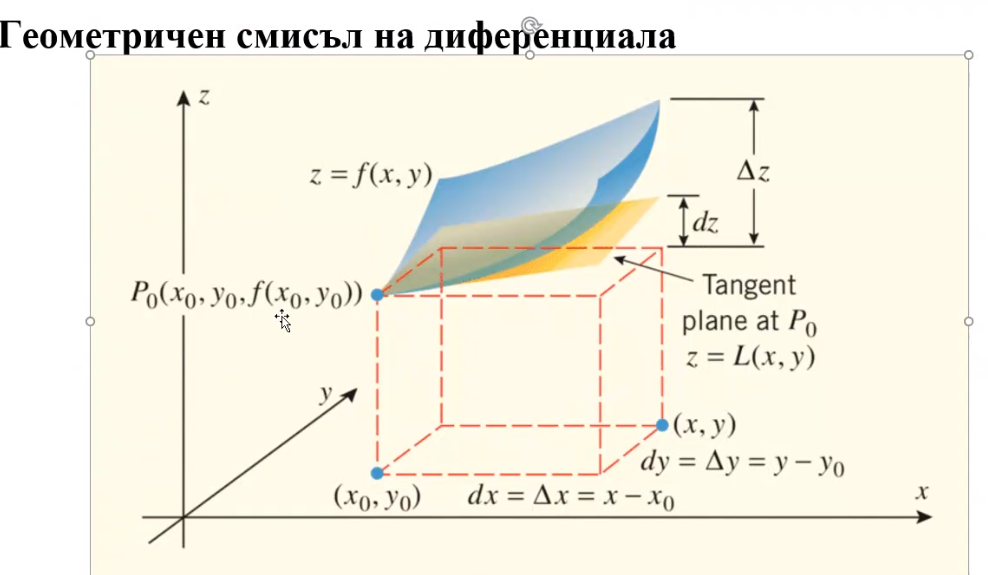 Геометричен смисъл на диференциала
z
z = f(x, y)
Δz
dz
P₀(x₀, y₀, f(x₀, y₀))
Tangent
plane at P₀
z = L(x, y)
y
(x, y)
dy = Δy = y − y₀
(x₀, y₀)
dx = Δx = x − x₀
x